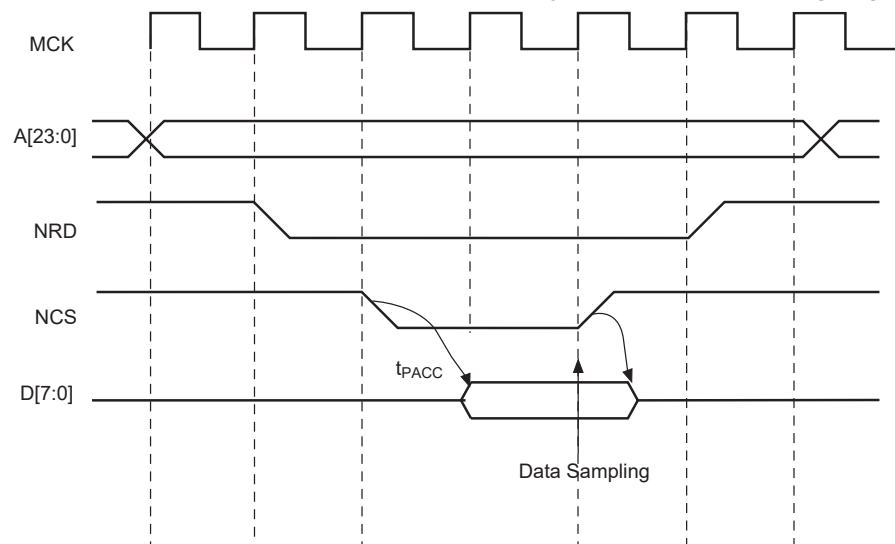 MCK
A[23:0]
NRD
NCS
tPACC
D[7:0]
Data Sampling